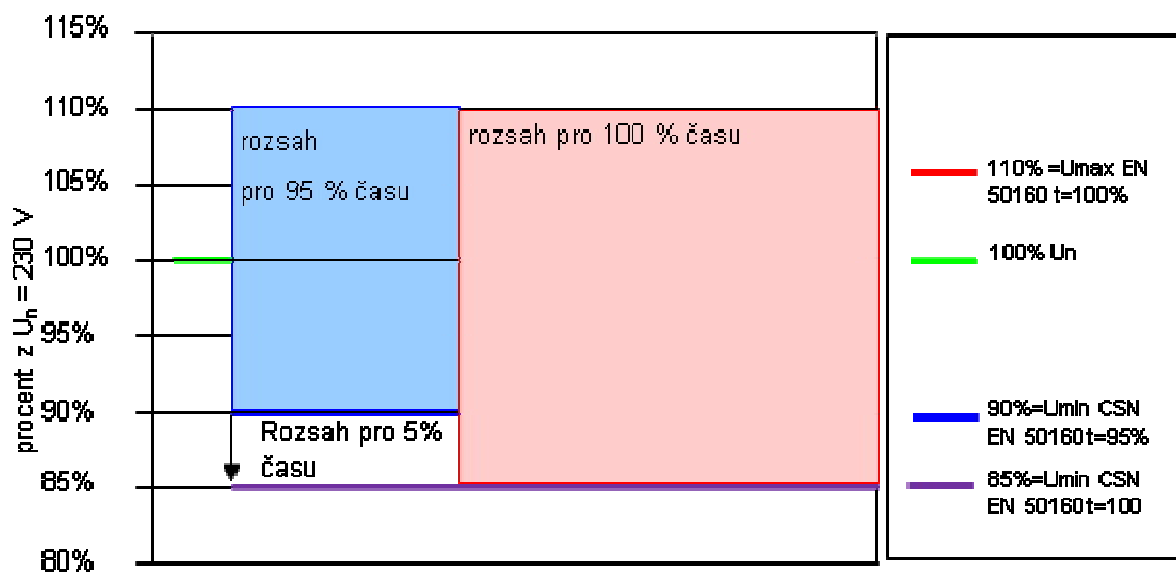 115%
110%
105%
100%
95%
90%
85%
80%
procent z Un = 230 V
rozsah
pro 95 % času
rozsah pro 100 % času
Rozsah pro 5%
času
110% =Umax EN
50160 t=100%
100% Un
90%=Umin CSN
EN 50160t=95%
85%=Umin CSN
EN 50160t=100